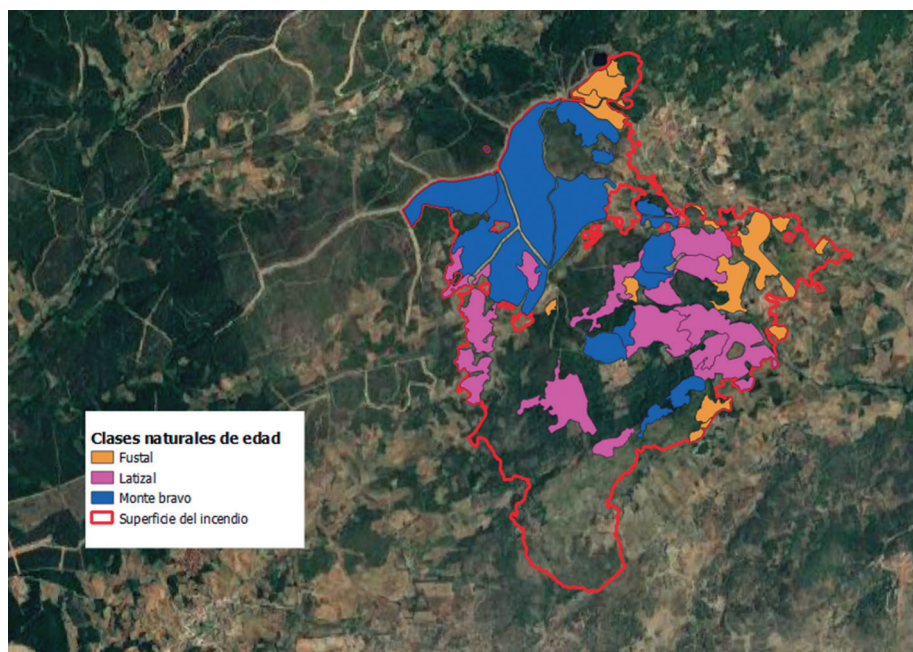 Clases naturales de edad
Fustal
Latizal
Monte bravo
Superficie del incendio